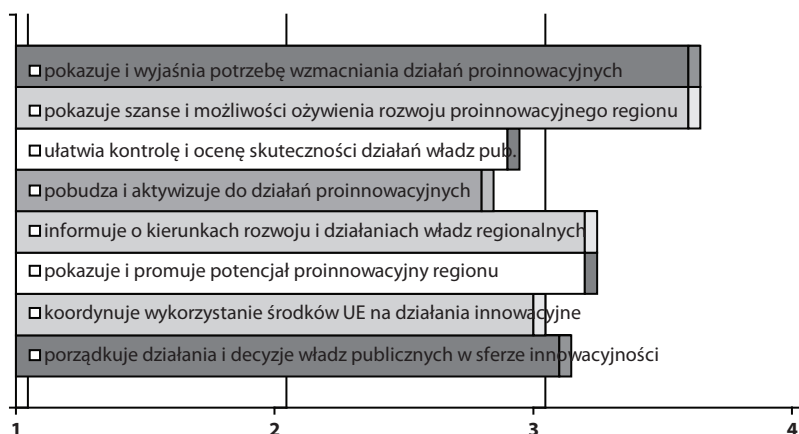 pokazuje i wyjaśnia potrzebę wzmacniania działań proinnowacyjnych
pokazuje szanse i możliwości ożywienia rozwoju proinnowacyjnego regionu
ułatwia kontrolę i ocenę skuteczności działań władz pub.
pobudza i aktywizuje do działań proinnowacyjnych
informuje o kierunkach rozwoju i działaniach władz regionalnych
pokazuje i promuje potencjał proinnowacyjny regionu
koordynuje wykorzystanie środków UE na działania innowacyjne
porządkuje działania i decyzje władz publicznych w sferze innowacyjności
1 2 3 4